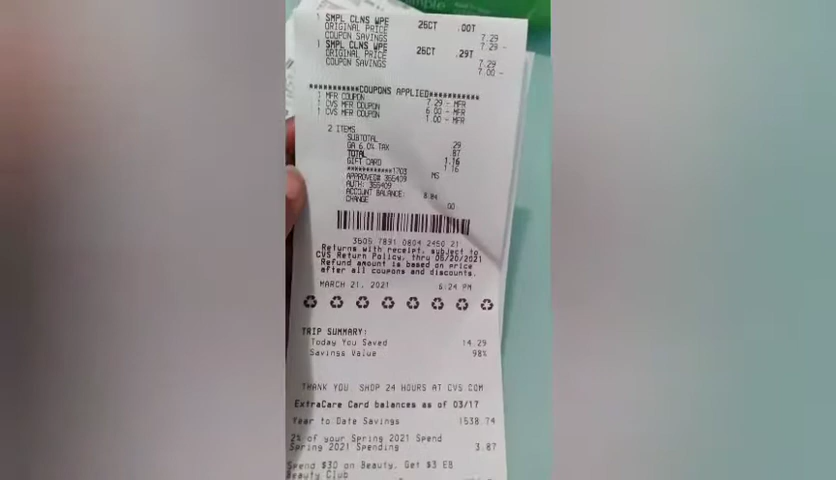 1 SMPL CLNS WPE 25CT .00T
ORIGINAL PRICE 7.29
COUPON SAVINGS 7.29 -
1 SMPL CLNS WPE 25CT .29T
ORIGINAL PRICE 7.29
COUPON SAVINGS 7.00 -
***********COUPONS APPLIED***********
1 MFR COUPON 7.29 - MFR
1 CVS MFR COUPON 6.00 - MFR
1 CVS MFR COUPON 1.00 - MFR
2 ITEMS
SUBTOTAL .29
GA 6.0% TAX .87
TOTAL 1.16
GIFT CARD 1.16
************1703 MS
APPROVED# 355409
AUTH: 355409
ACCOUNT BALANCE: 8.84
CHANGE .00
3605 7891 0804 2450 21
Returns with receipt, subject to
CVS Return Policy, thru 05/20/2021
Refund amount is based on price
after all coupons and discounts.
MARCH 21, 2021 6:24 PM
TRIP SUMMARY:
Today You Saved 14.29
Savings Value 98%
THANK YOU. SHOP 24 HOURS AT CVS.COM
ExtraCare Card balances as of 03/17
Year to Date Savings 1538.74
2% of your Spring 2021 Spend
Spring 2021 Spending 3.87
Spend $30 on Beauty, Get $3 EB
Beauty Club